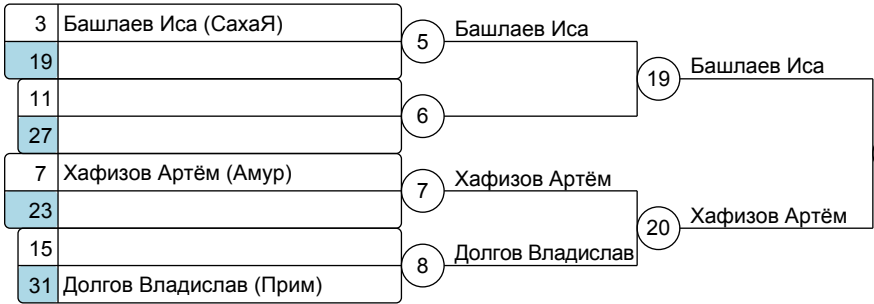 3 Башлаев Иса (СахаЯ)
5 Башлаев Иса
19
19 Башлаев Иса
11
6
27
7 Хафизов Артём (Амур)
7 Хафизов Артём
23
20 Хафизов Артём
15
8 Долгов Владислав
31 Долгов Владислав (Прим)